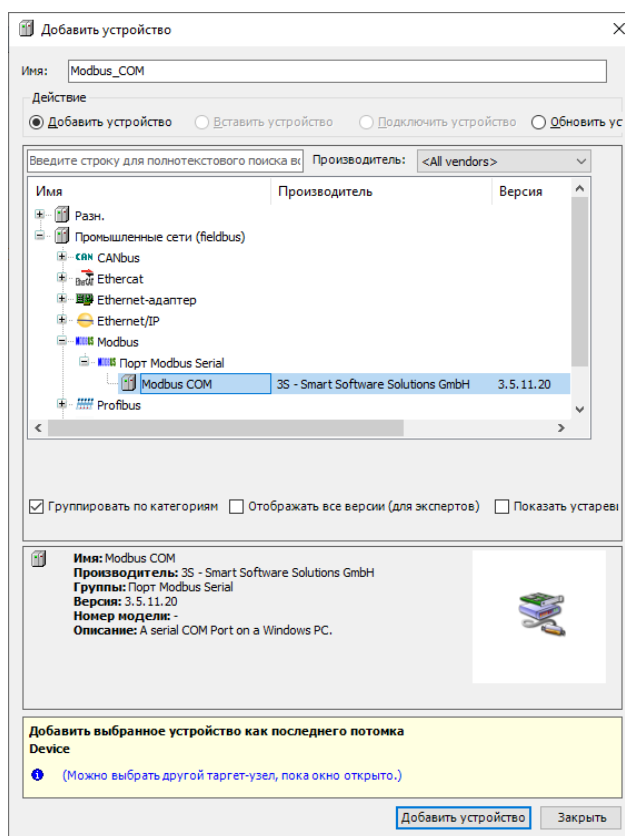 Добавить устройство
Имя: Modbus_COM
Действие
Добавить устройство Вставить устройство Подключить устройство Обновить ус
Введите строку для полнотекстового поиска вс Производитель: <All vendors>
Имя Производитель Версия
Разн.
Промышленные сети (fieldbus)
CAN CANbus
Ethercat
Ethernet-адаптер
Ethernet/IP
Modbus
Порт Modbus Serial
Modbus COM 3S - Smart Software Solutions GmbH 3.5.11.20
Profibus
Группировать по категориям Отображать все версии (для экспертов) Показать устареві
Имя: Modbus COM
Производитель: 3S - Smart Software Solutions GmbH
Группы: Порт Modbus Serial
Версия: 3.5.11.20
Номер модели: -
Описание: A serial COM Port on a Windows PC.
Добавить выбранное устройство как последнего потомка
Device
(Можно выбрать другой таргет-узел, пока окно открыто.)
Добавить устройство Закрыть